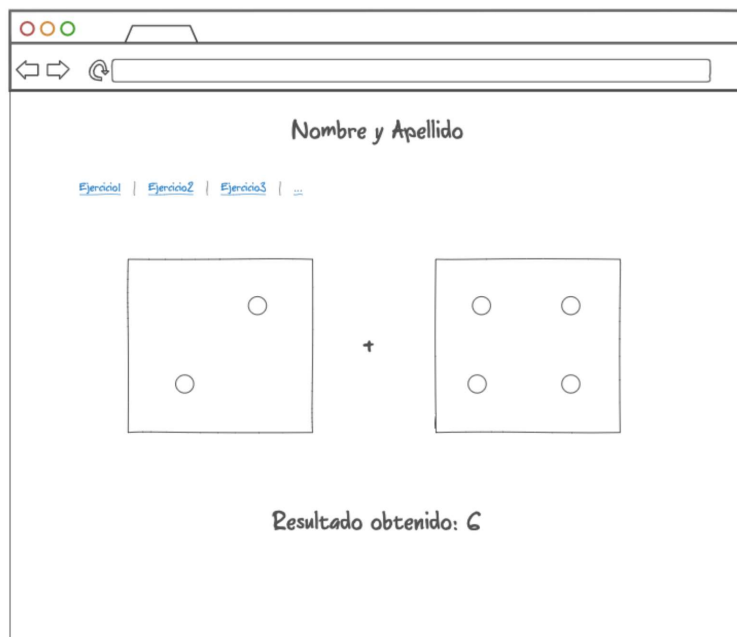 Nombre y Apellido
Ejercicio1 | Ejercicio2 | Ejercicio3 | ...
+
Resultado obtenido: 6